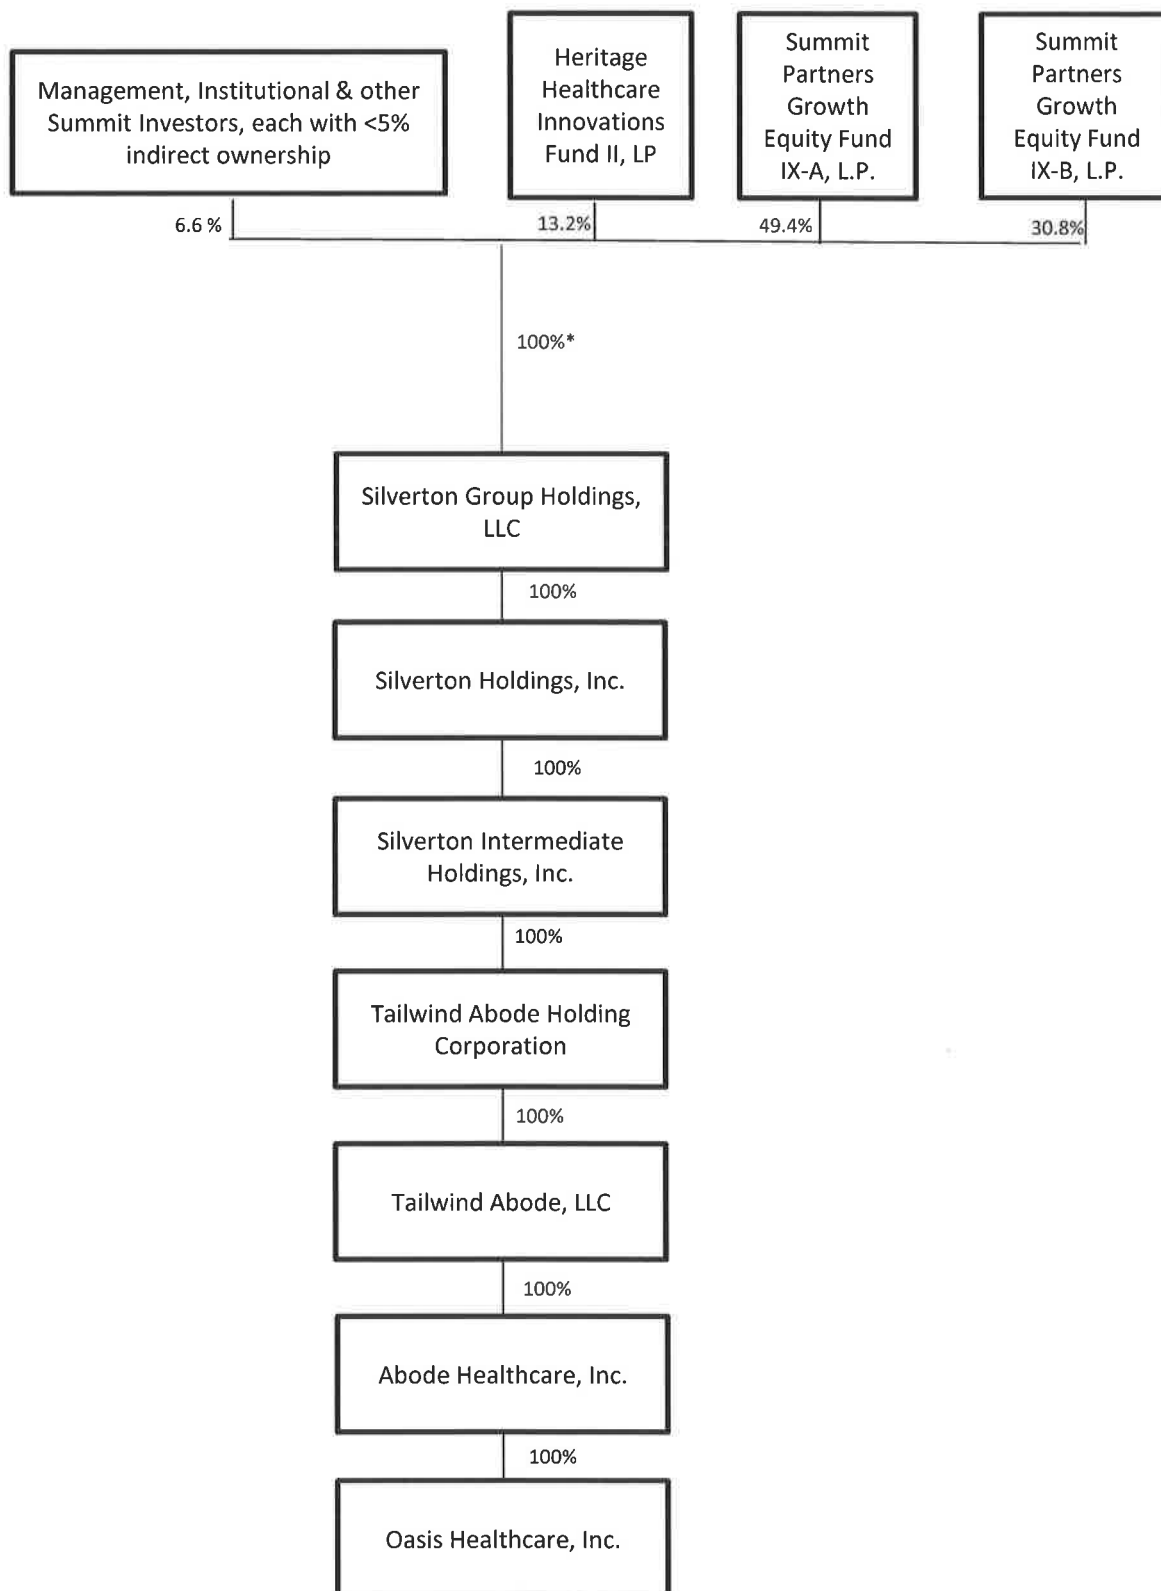 Management, Institutional & other
Summit Investors, each with <5%
indirect ownership
Heritage
Healthcare
Innovations
Fund II, LP
Summit
Partners
Growth
Equity Fund
IX-A, L.P.
Summit
Partners
Growth
Equity Fund
IX-B, L.P.
6.6 %
13.2%
49.4%
30.8%
100%*
Silverton Group Holdings,
LLC
100%
Silverton Holdings, Inc.
100%
Silverton Intermediate
Holdings, Inc.
100%
Tailwind Abode Holding
Corporation
100%
Tailwind Abode, LLC
100%
Abode Healthcare, Inc.
100%
Oasis Healthcare, Inc.